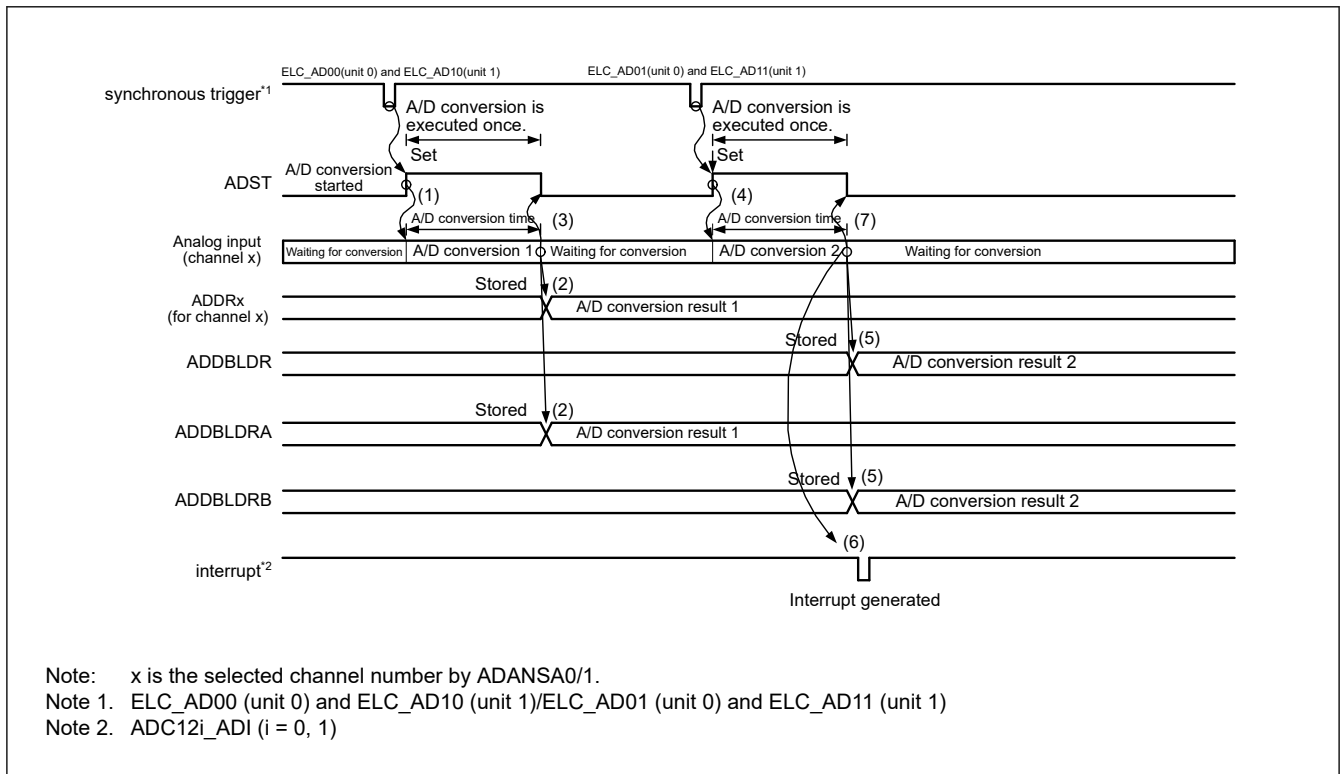 ELC_AD00(unit 0) and ELC_AD10(unit 1)
ELC_AD01(unit 0) and ELC_AD11(unit 1)
synchronous trigger*1
A/D conversion is
executed once.
A/D conversion is
executed once.
Set
Set
ADST
A/D conversion
started
(1)
(4)
A/D conversion time
(3)
A/D conversion time
(7)
Analog input
(channel x)
Waiting for conversion
A/D conversion 1
Waiting for conversion
A/D conversion 2
Waiting for conversion
Stored
(2)
ADDRx
(for channel x)
A/D conversion result 1
Stored
(5)
ADDBLDR
A/D conversion result 2
Stored
(2)
ADDBLDRA
A/D conversion result 1
Stored
(5)
ADDBLDRB
A/D conversion result 2
(6)
interrupt*2
Interrupt generated
Note: x is the selected channel number by ADANSA0/1.
Note 1. ELC_AD00 (unit 0) and ELC_AD10 (unit 1)/ELC_AD01 (unit 0) and ELC_AD11 (unit 1)
Note 2. ADC12i_ADI (i = 0, 1)